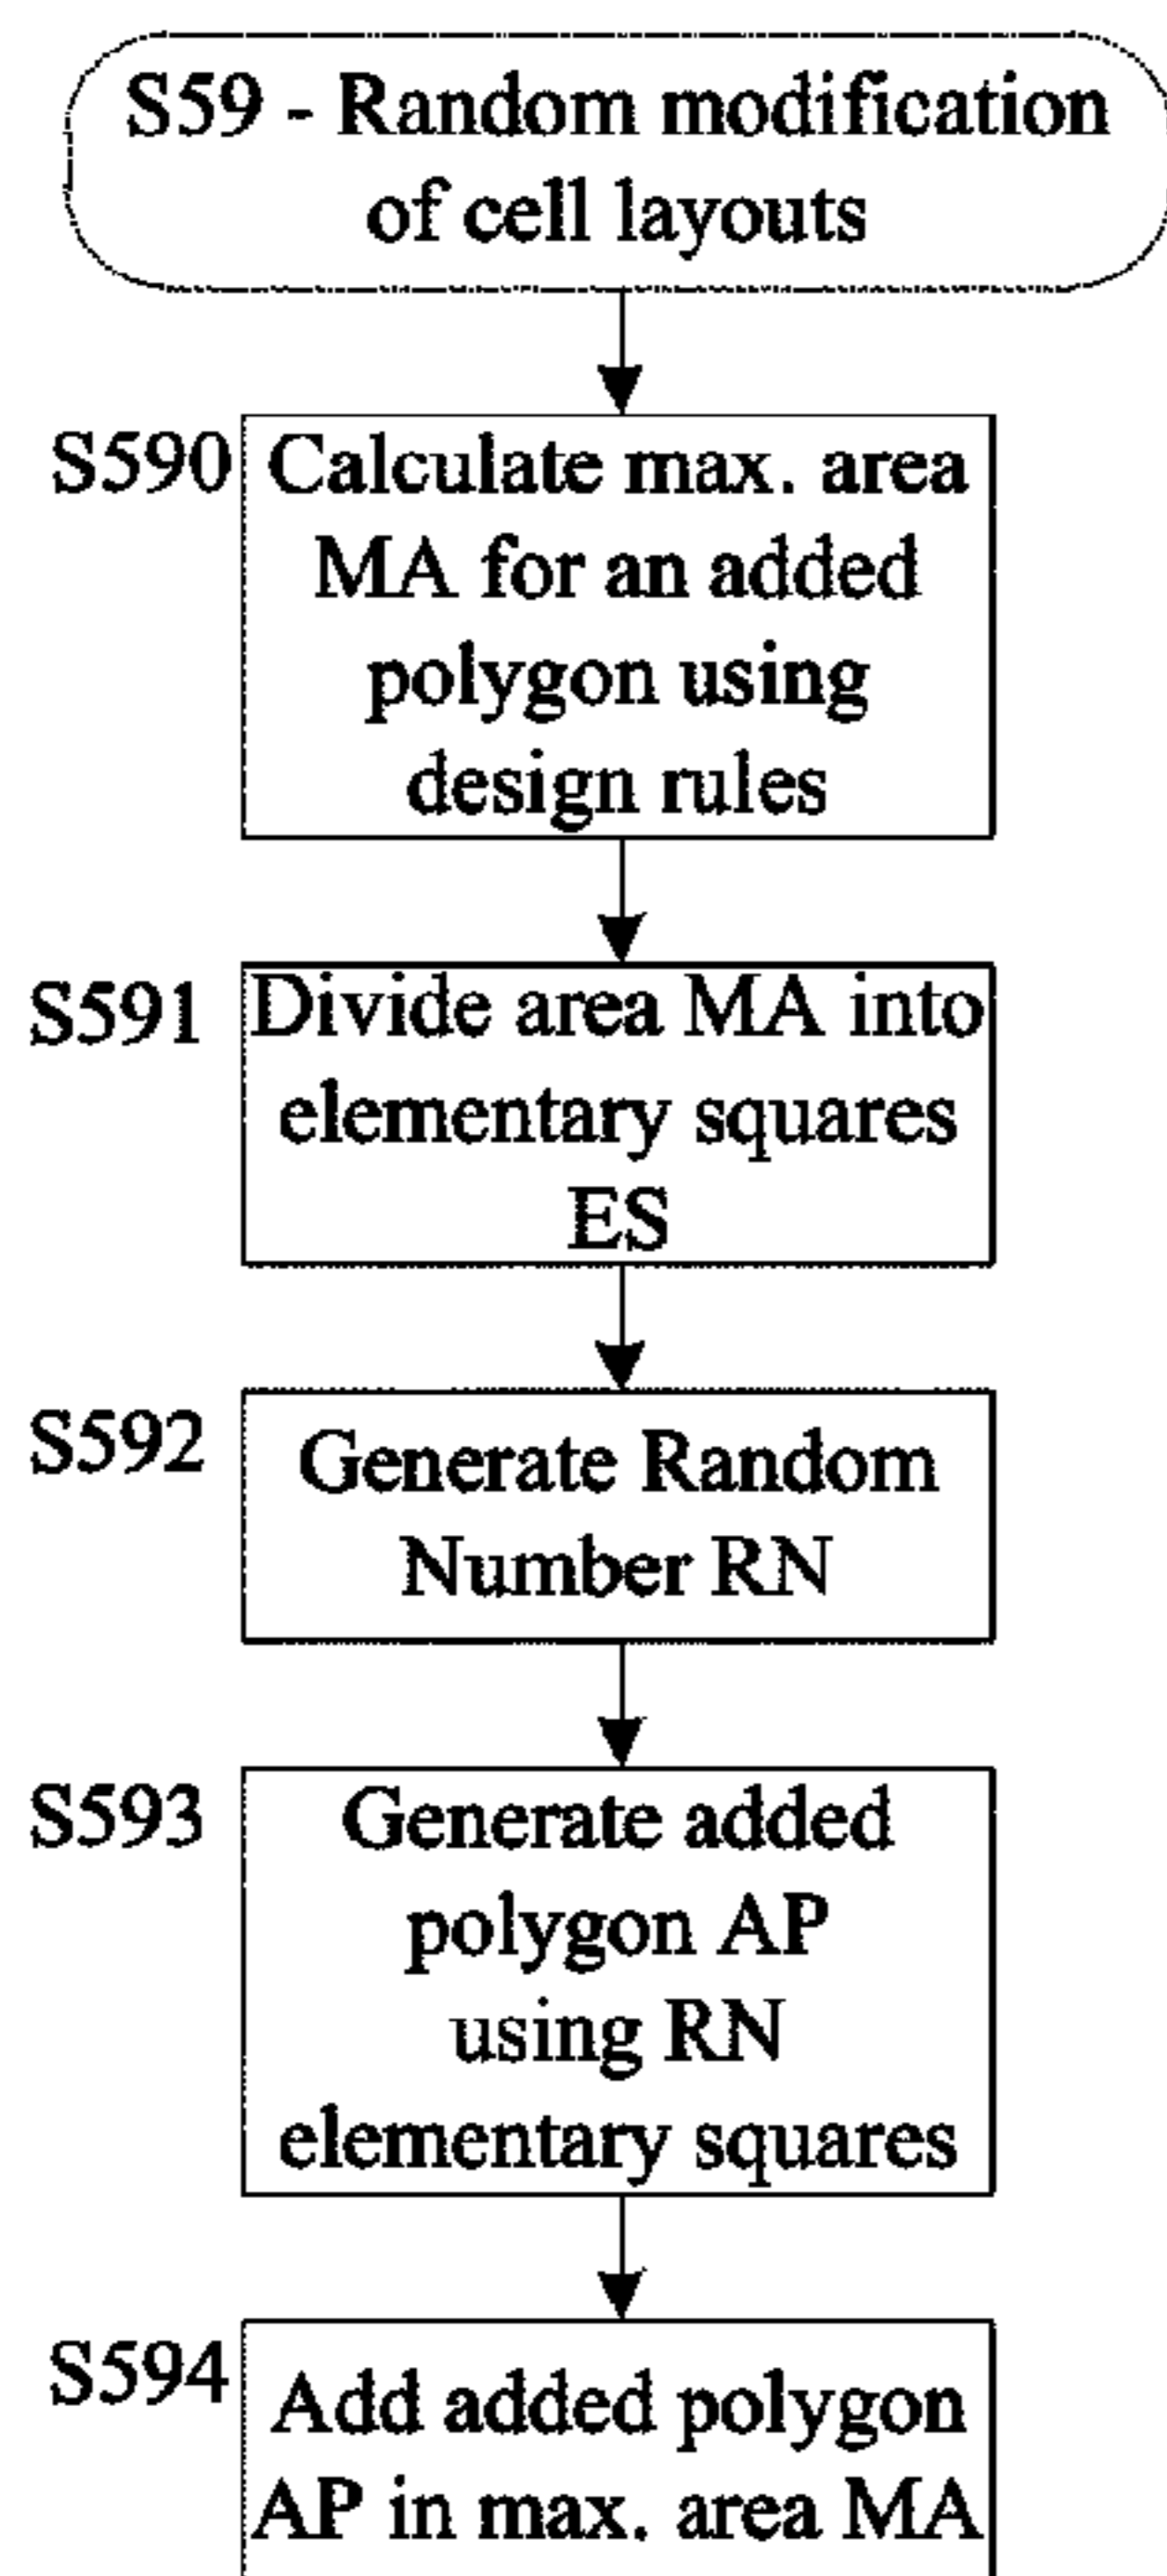 S59 - Random modification
of cell layouts
S590
Calculate max. area
MA for an added
polygon using
design rules
S591
Divide area MA into
elementary squares
ES
S592
Generate Random
Number RN
S593
Generate added
polygon AP
using RN
elementary squares
S594
Add added polygon
AP in max. area MA